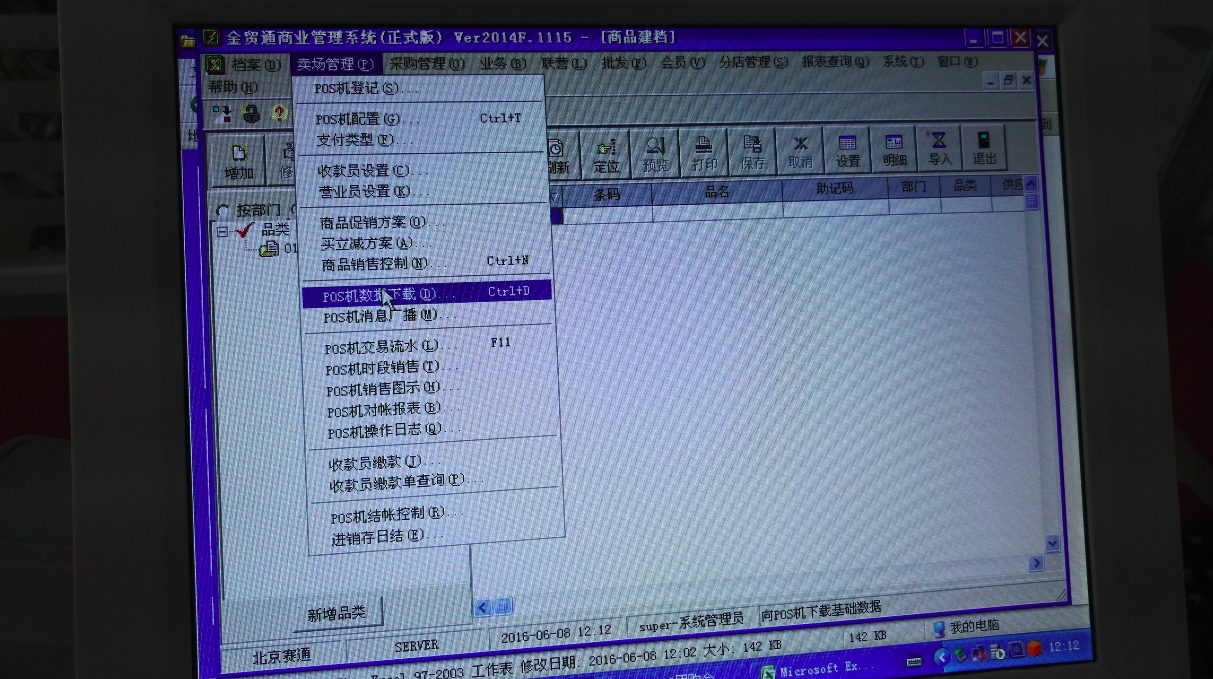 金贸通商业管理系统(正式版) Ver2014F.1115 - [商品建档]
档案(D) 卖场管理(P) 采购管理(O) 业务(B) 联营(L) 批发(F) 会员(V) 分店管理(S) 报表查询(Q) 系统(T) 窗口(W)
帮助(H)
POS机登记(S)...
POS机配置(G)... Ctrl+T
支付类型(F)...
收款员设置(C)...
营业员设置(K)...
商品促销方案(O)...
买立减方案(A)...
商品销售控制(N)... Ctrl+N
POS机数据下载(D)... Ctrl+D
POS机消息广播(M)...
POS机交易流水(L)... F11
POS机时段销售(T)...
POS机销售图示(H)...
POS机对帐报表(B)...
POS机操作日志(Q)...
收款员缴款(J)...
收款员缴款单查询(P)...
POS机结帐控制(R)...
进销存日结(E)...
增加 修 刷新 定位 预览 打印 保存 取消 设置 明细 导入 退出
条码 品名 助记码 部门 品类 供应
按部门
品类
01
新增品类
北京赛通 SERVER 2016-06-08 12:12 super-系统管理员 向POS机下载基础数据
Excel 97-2003 工作表 修改日期: 2016-06-08 12:02 大小: 142 KB 142 KB 我的电脑
Microsoft Ex... 12:12